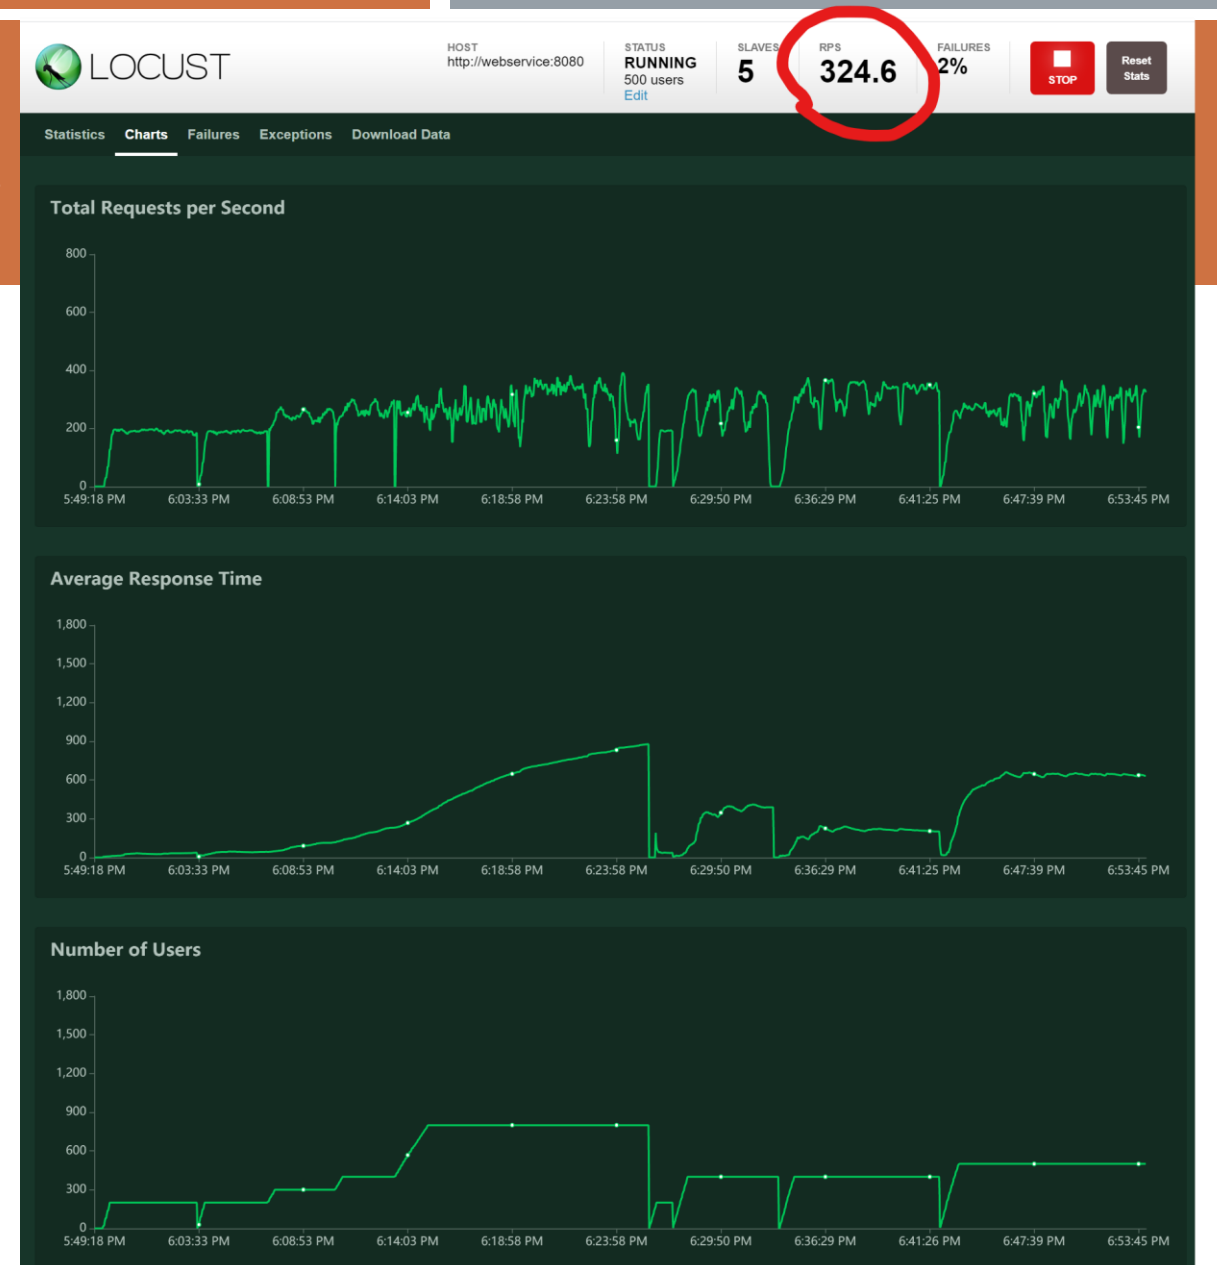 LOCUST
HOST
http://webservice:8080
STATUS
RUNNING
500 users
Edit
SLAVES
5
RPS
324.6
FAILURES
2%
STOP
Reset
Stats
Statistics Charts Failures Exceptions Download Data
Total Requests per Second
800
600
400
200
0
5:49:18 PM 6:03:33 PM 6:08:53 PM 6:14:03 PM 6:18:58 PM 6:23:58 PM 6:29:50 PM 6:36:29 PM 6:41:25 PM 6:47:39 PM 6:53:45 PM
Average Response Time
1,800
1,500
1,200
900
600
300
0
5:49:18 PM 6:03:33 PM 6:08:53 PM 6:14:03 PM 6:18:58 PM 6:23:58 PM 6:29:50 PM 6:36:29 PM 6:41:25 PM 6:47:39 PM 6:53:45 PM
Number of Users
1,800
1,500
1,200
900
600
300
0
5:49:18 PM 6:03:33 PM 6:08:53 PM 6:14:03 PM 6:18:58 PM 6:23:58 PM 6:29:50 PM 6:36:29 PM 6:41:26 PM 6:47:39 PM 6:53:45 PM